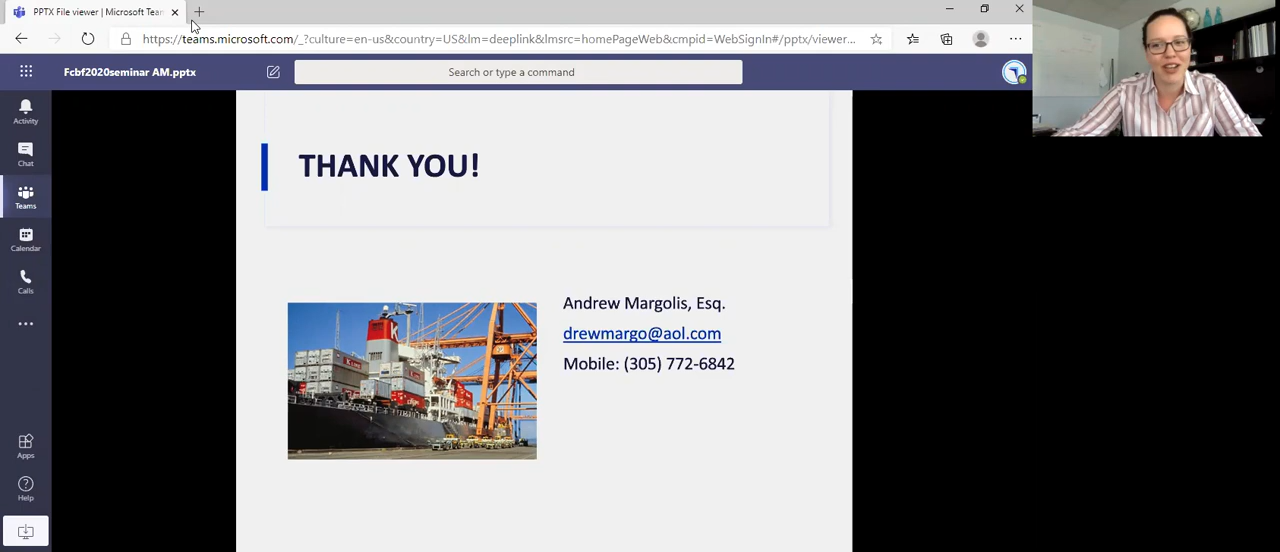 PPTX File viewer | Microsoft Team
https://teams.microsoft.com/_?culture=en-us&country=US&lm=deeplink&lmsrc=homePageWeb&cmpid=WebSignIn#/pptx/viewer...
Fcbf2020seminar AM.pptx
Search or type a command
Activity
Chat
Teams
Calendar
Calls
Apps
Help
THANK YOU!
K
Andrew Margolis, Esq.
drewmargo@aol.com
Mobile: (305) 772-6842